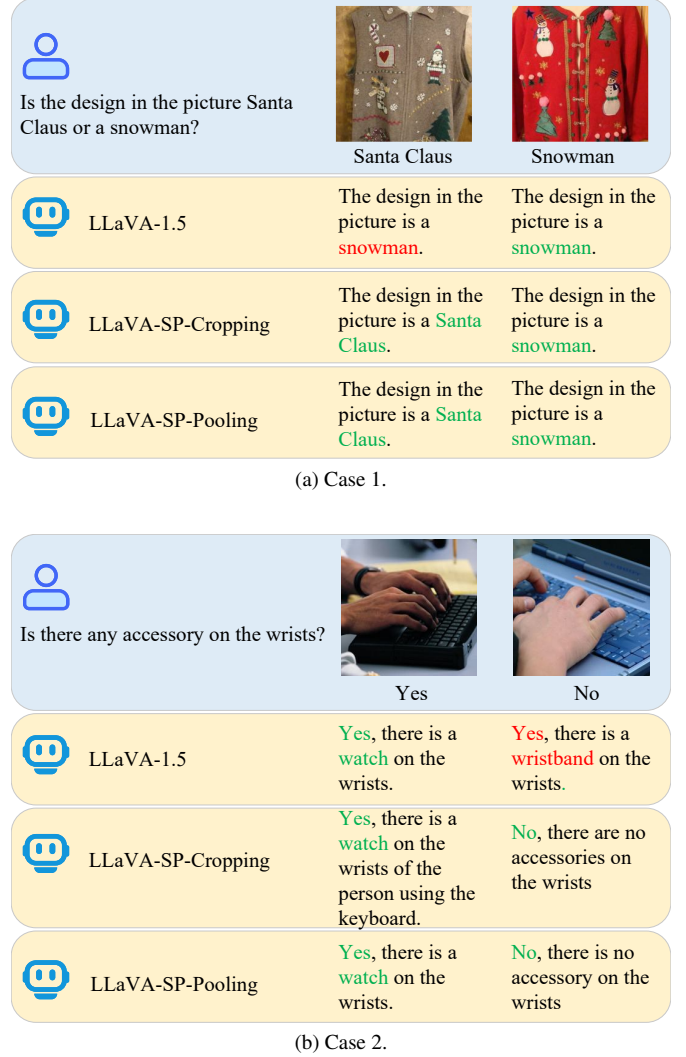 Is the design in the picture Santa
Claus or a snowman?
Santa Claus
Snowman
LLaVA-1.5
The design in the
picture is a
snowman.
The design in the
picture is a
snowman.
LLaVA-SP-Cropping
The design in the
picture is a Santa
Claus.
The design in the
picture is a
snowman.
LLaVA-SP-Pooling
The design in the
picture is a Santa
Claus.
The design in the
picture is a
snowman.
(a) Case 1.
Is there any accessory on the wrists?
Yes
No
LLaVA-1.5
Yes, there is a
watch on the
wrists.
Yes, there is a
wristband on the
wrists.
LLaVA-SP-Cropping
Yes, there is a
watch on the
wrists of the
person using the
keyboard.
No, there are no
accessories on
the wrists
LLaVA-SP-Pooling
Yes, there is a
watch on the
wrists.
No, there is no
accessory on the
wrists
(b) Case 2.